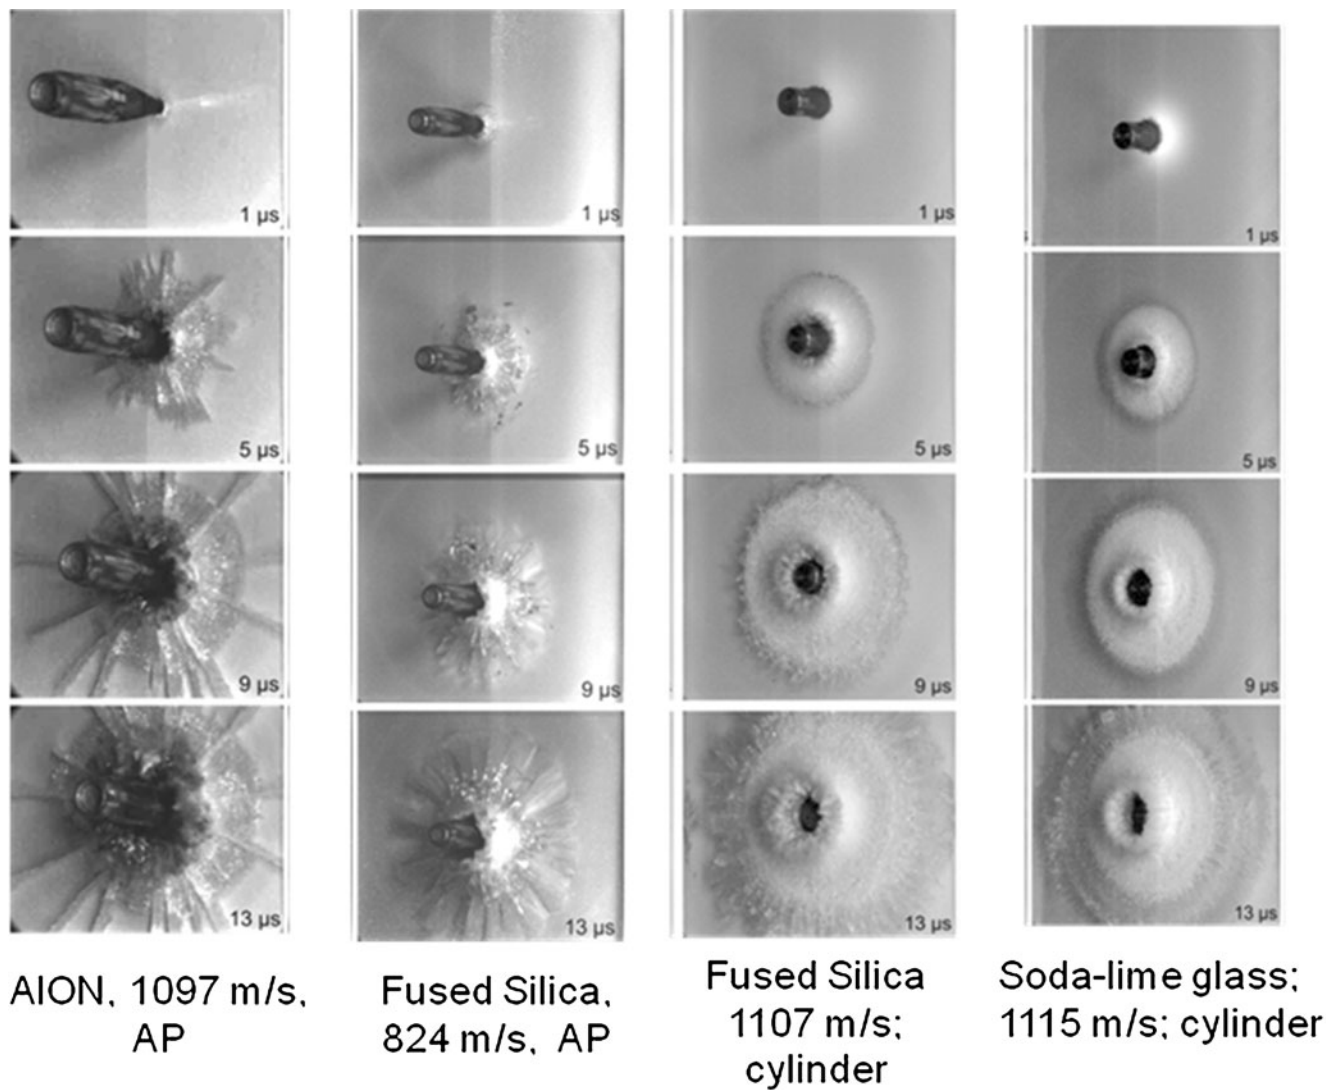 1 µs
1 µs
1 µs
1 µs
5 µs
5 µs
5 µs
5 µs
9 µs
9 µs
9 µs
9 µs
13 µs
13 µs
13 µs
13 µs
AlON, 1097 m/s,
AP
Fused Silica,
824 m/s, AP
Fused Silica
1107 m/s;
cylinder
Soda-lime glass;
1115 m/s; cylinder